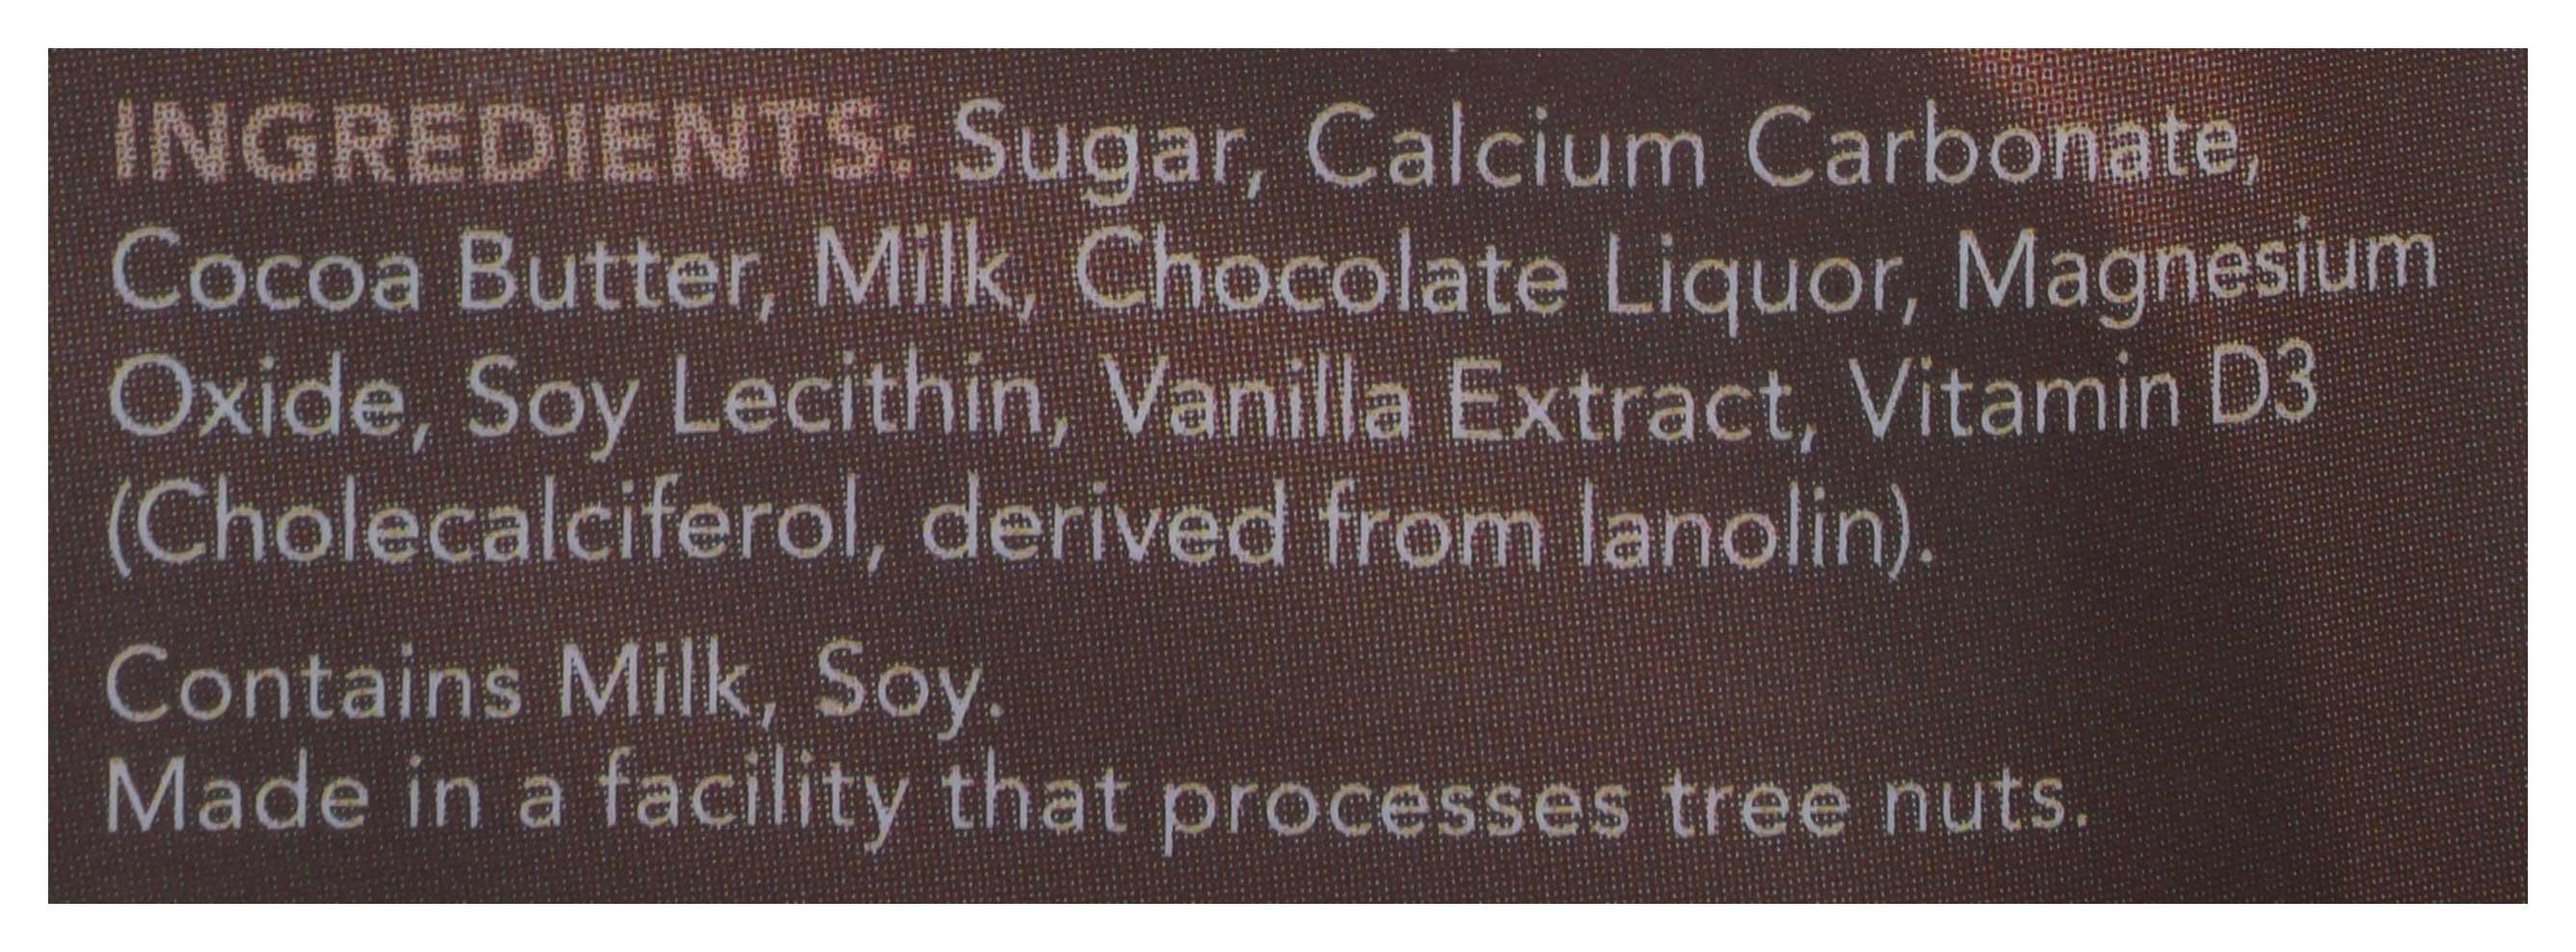 INGREDIENTS: Sugar, Calcium Carbonate,
Cocoa Butter, Milk, Chocolate Liquor, Magnesium
Oxide, Soy Lecithin, Vanilla Extract, Vitamin D3
(Cholecalciferol, derived from lanolin).
Contains Milk, Soy.
Made in a facility that processes tree nuts.